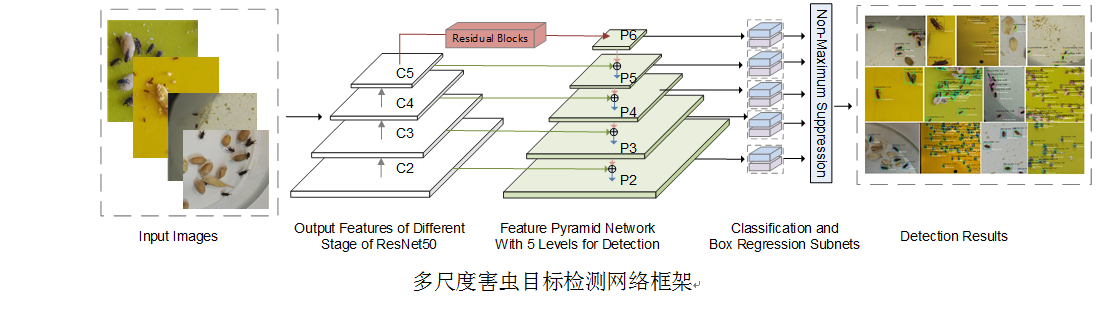 Residual Blocks
P6
C5
P5
C4
P4
C3
P3
C2
P2
Non-Maximum Suppression
Input Images
Output Features of Different
Stage of ResNet50
Feature Pyramid Network
With 5 Levels for Detection
Classification and
Box Regression Subnets
Detection Results
多尺度害虫目标检测网络框架